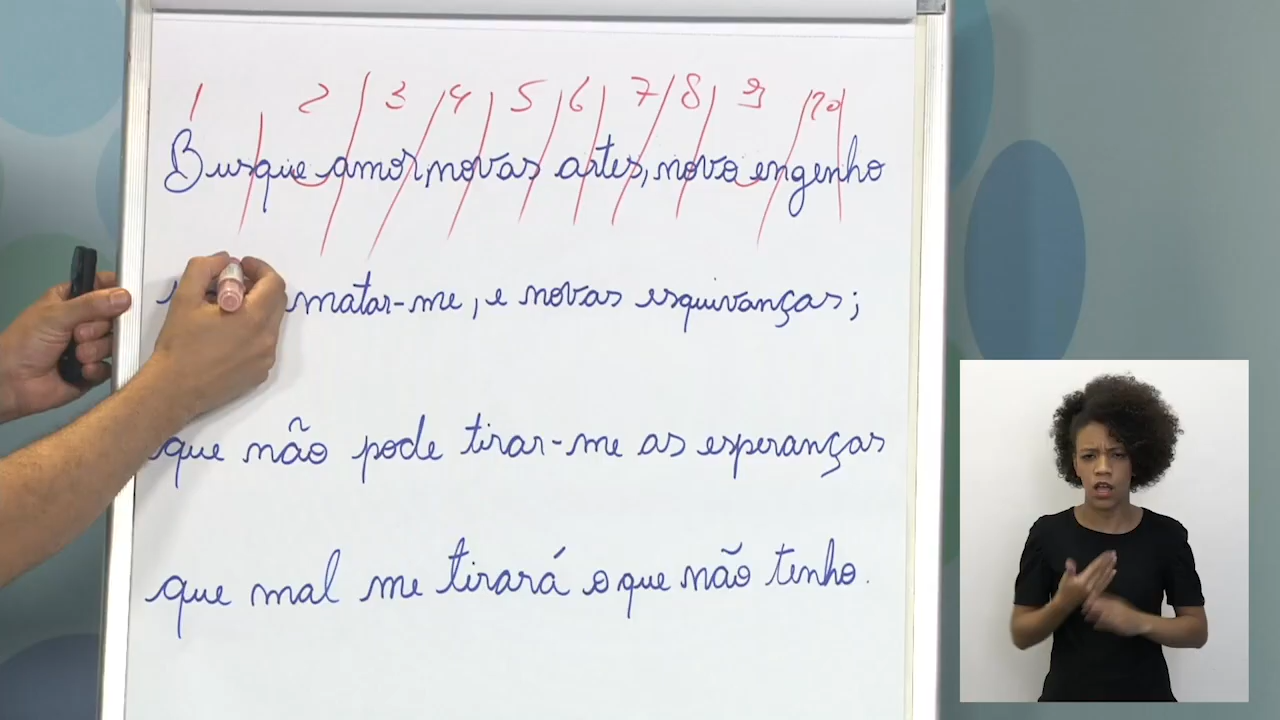 1 2 3 4 5 6 7 8 9 10
Busque amor novas artes, novo engenho
matar-me, e novas esquivanças;
que não pode tirar-me as esperanças
que mal me tirará o que não tenho.